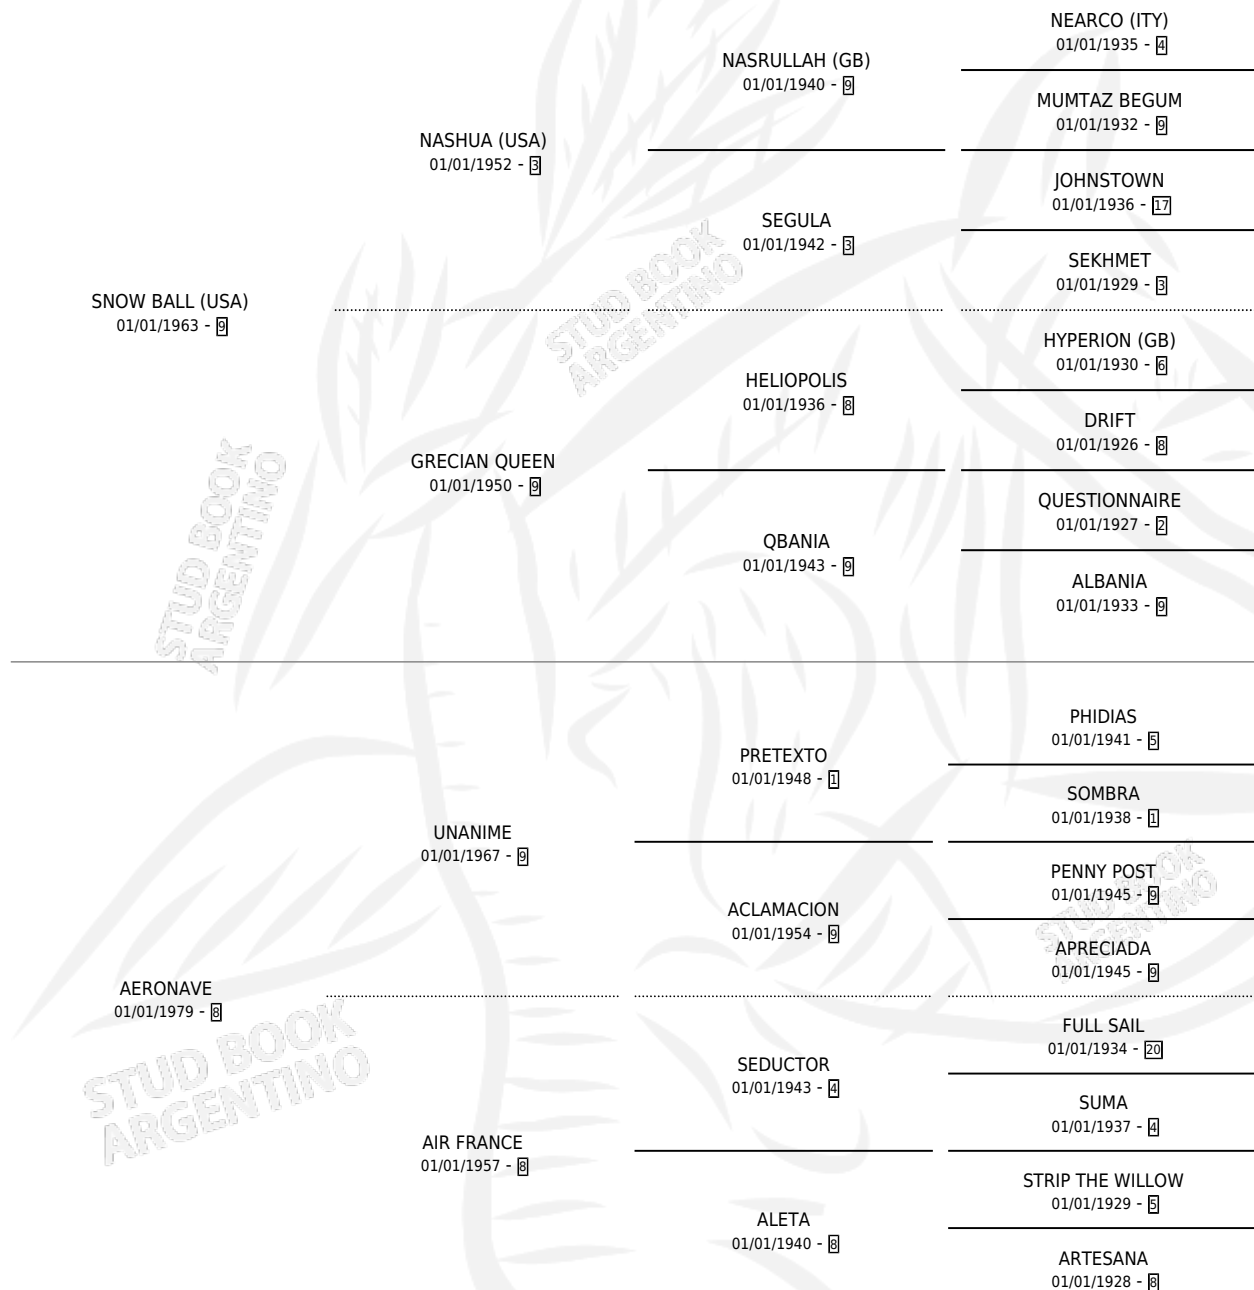 NEARCO (ITY)
01/01/1935 - 4
NASRULLAH (GB)
01/01/1940 - 9
MUMTAZ BEGUM
01/01/1932 - 9
NASHUA (USA)
01/01/1952 - 3
JOHNSTOWN
01/01/1936 - 17
SEGULA
01/01/1942 - 3
SEKHMET
01/01/1929 - 3
SNOW BALL (USA)
01/01/1963 - 9
HYPERION (GB)
01/01/1930 - 6
HELIOPOLIS
01/01/1936 - 8
DRIFT
01/01/1926 - 8
GRECIAN QUEEN
01/01/1950 - 9
QUESTIONNAIRE
01/01/1927 - 2
QBANIA
01/01/1943 - 9
ALBANIA
01/01/1933 - 9
PHIDIAS
01/01/1941 - 5
PRETEXTO
01/01/1948 - 1
SOMBRA
01/01/1938 - 1
UNANIME
01/01/1967 - 9
PENNY POST
01/01/1945 - 9
ACLAMACION
01/01/1954 - 9
APRECIADA
01/01/1945 - 9
AERONAVE
01/01/1979 - 8
FULL SAIL
01/01/1934 - 20
SEDUCTOR
01/01/1943 - 4
SUMA
01/01/1937 - 4
AIR FRANCE
01/01/1957 - 8
STRIP THE WILLOW
01/01/1929 - 5
ALETA
01/01/1940 - 8
ARTESANA
01/01/1928 - 8
STUD BOOK
ARGENTINO
STUD BOOK
ARGENTINO
STUD BOOK
ARGENTINO
STUD BOOK
ARGENTINO